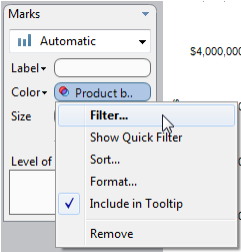 Marks
Automatic
$4,000,000
Label
Color Product b..
Size
Filter...
Show Quick Filter
Sort...
Level of
Format...
Include in Tooltip
Remove